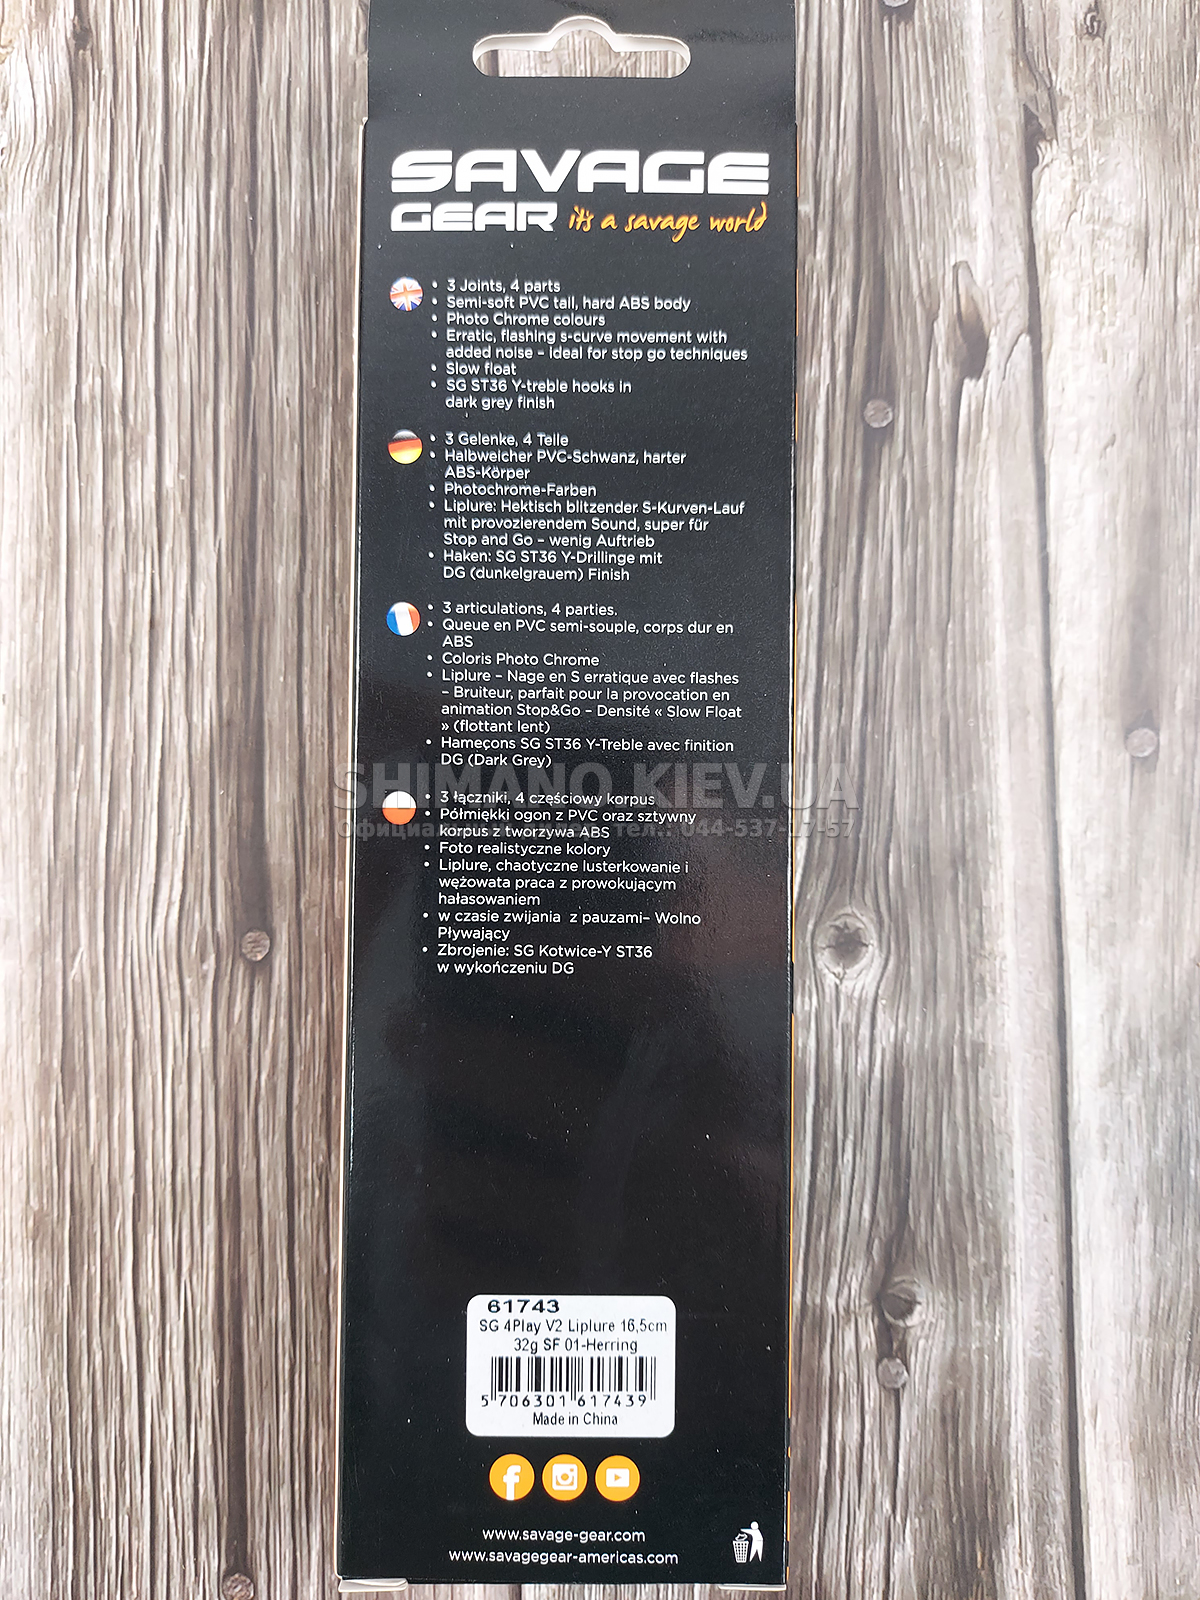 SAVAGE
GEAR it's a savage world
• 3 Joints, 4 parts
• Semi-soft PVC tail, hard ABS body
• Photo Chrome colours
• Erratic, flashing s-curve movement with
added noise – ideal for stop go techniques
• Slow float
• SG ST36 Y-treble hooks in
dark grey finish
• 3 Gelenke, 4 Teile
• Halbweicher PVC-Schwanz, harter
ABS-Körper
• Photochrome-Farben
• Liplure: Hektisch blitzender S-Kurven-Lauf
mit provozierendem Sound, super für
Stop and Go – wenig Auftrieb
• Haken: SG ST36 Y-Drillinge mit
DG (dunkelgrauem) Finish
• 3 articulations, 4 parties.
• Queue en PVC semi-souple, corps dur en
ABS
• Coloris Photo Chrome
• Liplure – Nage en S erratique avec flashes
– Bruiteur, parfait pour la provocation en
animation Stop&Go – Densité « Slow Float
» (flottant lent)
• Hameçons SG ST36 Y-Treble avec finition
DG (Dark Grey)
SHIMANO.KIEV.UA
• 3 łączniki, 4 częściowy korpus
• Półmiękki ogon z PVC oraz sztywny
Официальный дилер, тел.: 044-537-17-57
korpus z tworzywa ABS
• Foto realistyczne kolory
• Liplure, chaotyczne lusterkowanie i
wężowata praca z prowokującym
hałasowaniem
• w czasie zwijania z pauzami– Wolno
Pływający
• Zbrojenie: SG Kotwice-Y ST36
w wykończeniu DG
61743
SG 4Play V2 Liplure 16,5cm
32g SF 01-Herring
5 706301 617439
Made in China
www.savage-gear.com
www.savagegear-americas.com